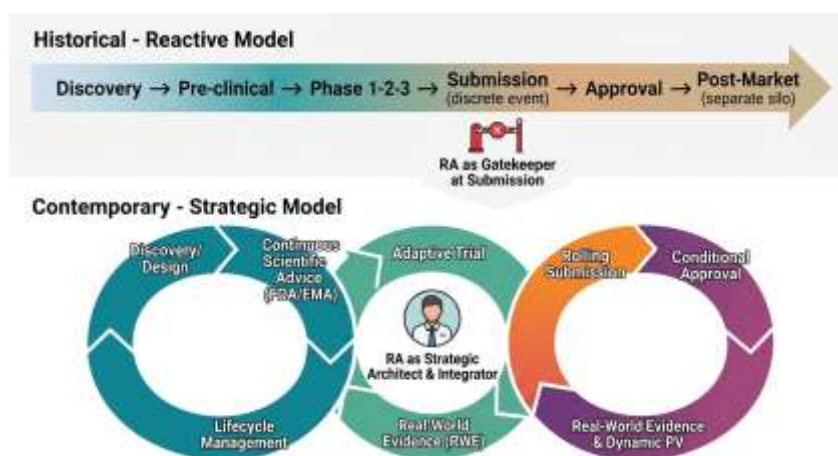 Historical - Reactive Model
Discovery → Pre-clinical → Phase 1-2-3 → Submission → Approval → Post-Market
(discrete event)
(separate silo)
RA as Gatekeeper
at Submission
Contemporary - Strategic Model
Discovery/
Design
Continuous
Scientific
Advice
(FDA/EMA)
Adaptive Trial
Rolling
Submission
Conditional
Approval
RA as Strategic
Architect & Integrator
Lifecycle
Management
Real World
Evidence (RWE)
Real-World Evidence
& Dynamic PV